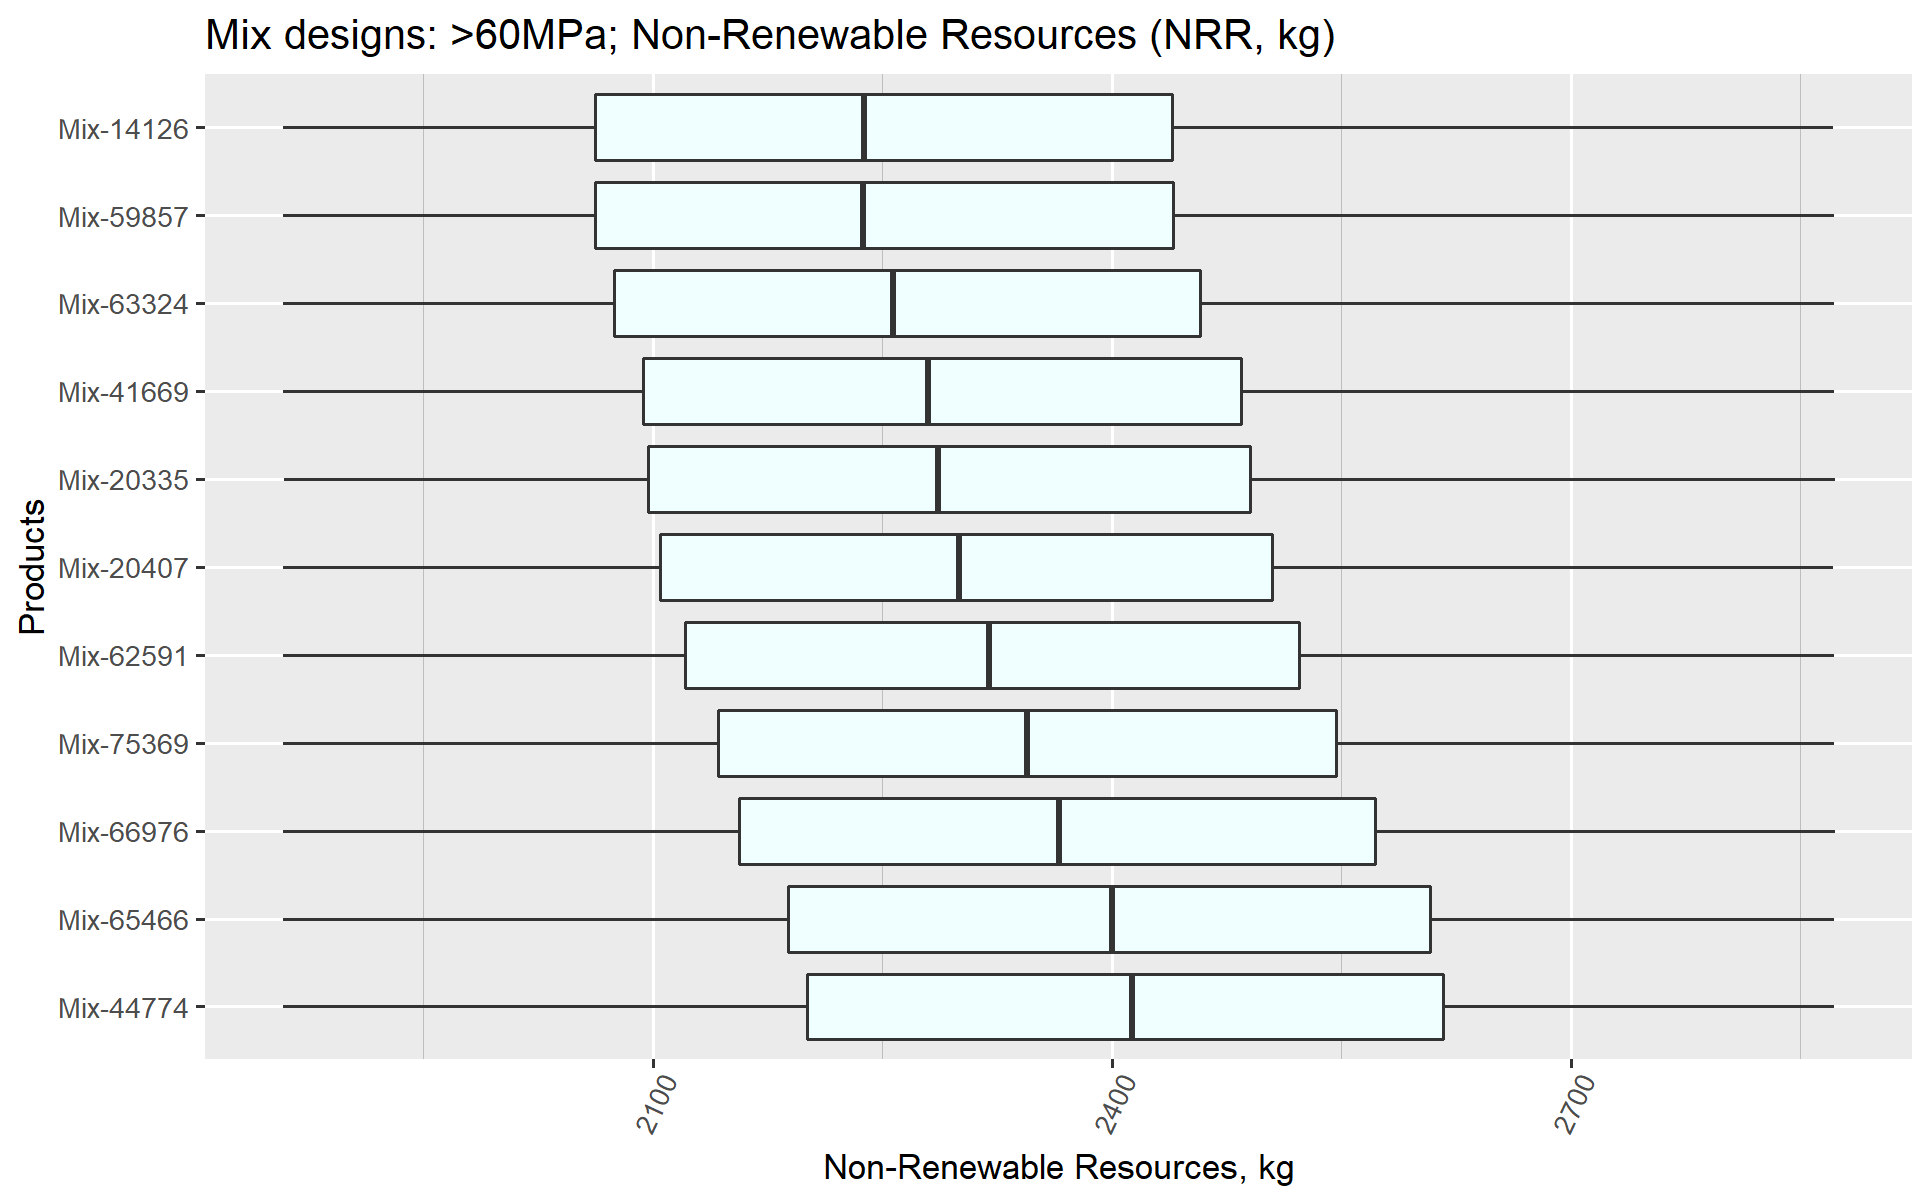 Mix designs: >60MPa; Non-Renewable Resources (NRR, kg)
Products
Mix-14126
Mix-59857
Mix-63324
Mix-41669
Mix-20335
Mix-20407
Mix-62591
Mix-75369
Mix-66976
Mix-65466
Mix-44774
2100
2400
2700
Non-Renewable Resources, kg